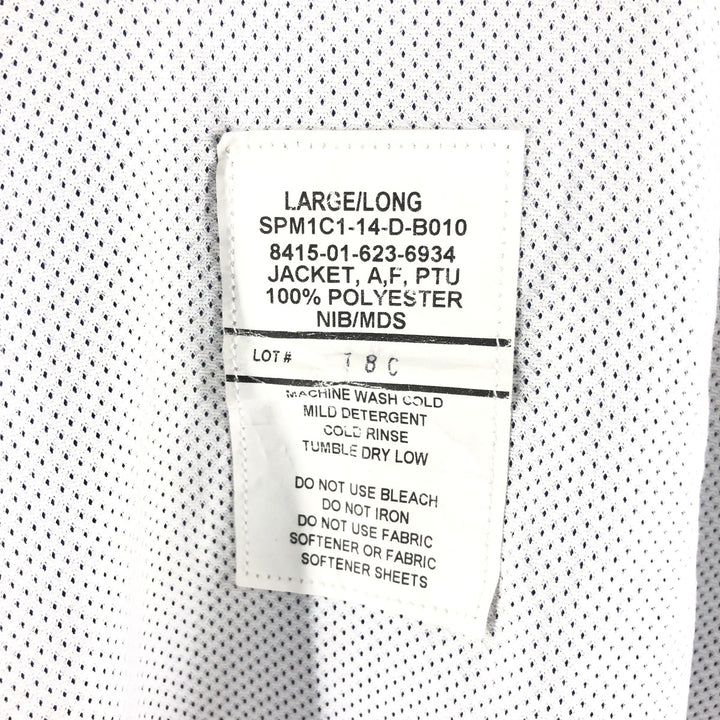 LARGE/LONG
SPM1C1-14-D-B010
8415-01-623-6934
JACKET, A,F, PTU
100% POLYESTER
NIB/MDS
LOT # T8C
MACHINE WASH COLD
MILD DETERGENT
COLD RINSE
TUMBLE DRY LOW
DO NOT USE BLEACH
DO NOT IRON
DO NOT USE FABRIC
SOFTENER OR FABRIC
SOFTENER SHEETS